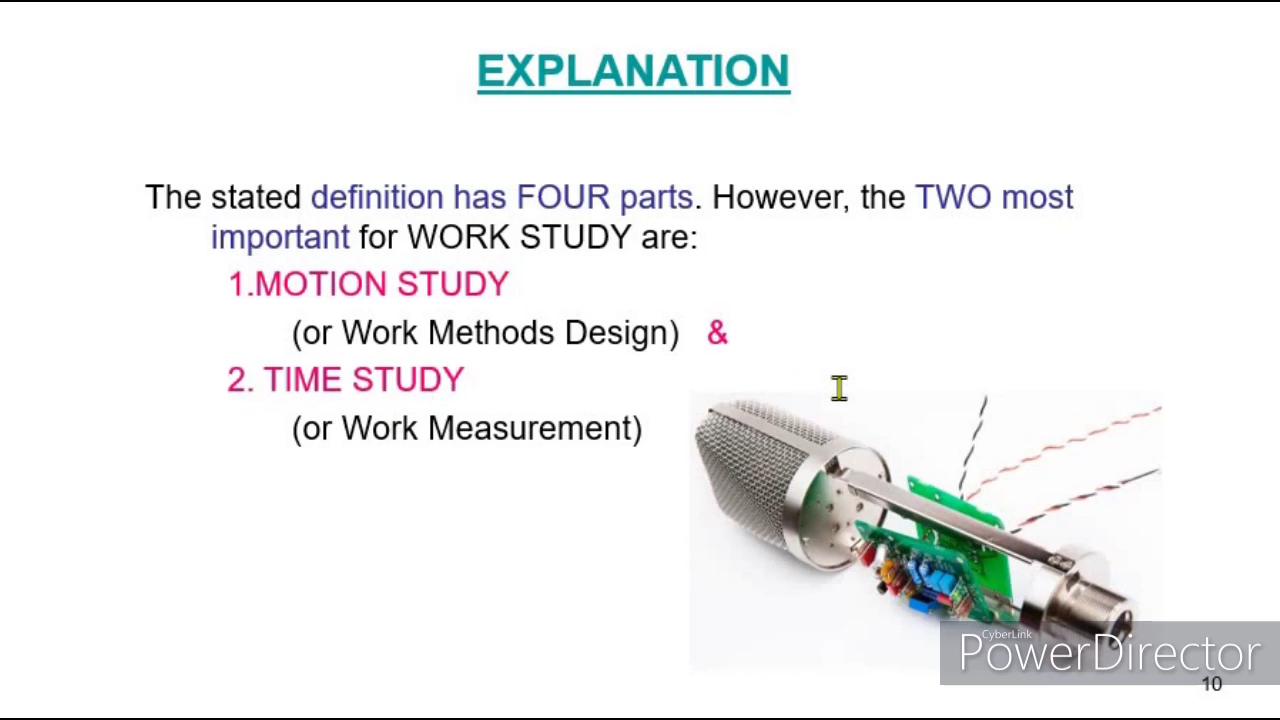 EXPLANATION
The stated definition has FOUR parts. However, the TWO most
important for WORK STUDY are:
1.MOTION STUDY
(or Work Methods Design) &
2. TIME STUDY
(or Work Measurement)
CyberLink
PowerDirector
10